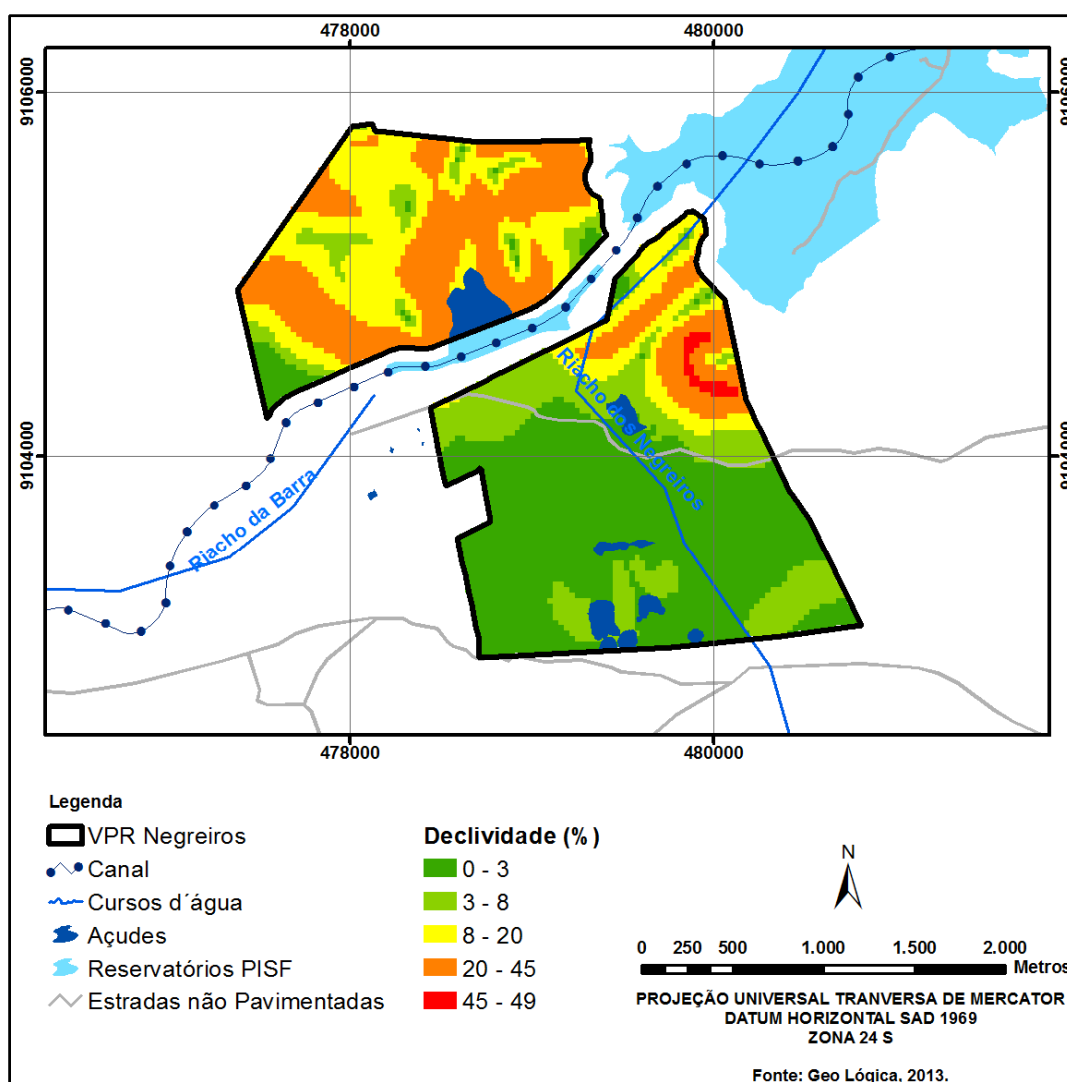 478000
480000
9106000
9106000
9104000
9104000
Riacho dos Negreiros
Riacho da Barra
478000
480000
Legenda
VPR Negreiros
Canal
Cursos d´água
Açudes
Reservatórios PISF
Estradas não Pavimentadas
Declividade (%)
0 - 3
3 - 8
8 - 20
20 - 45
45 - 49
N
0 250 500 1.000 1.500 2.000
Metros
PROJEÇÃO UNIVERSAL TRANVERSA DE MERCATOR
DATUM HORIZONTAL SAD 1969
ZONA 24 S
Fonte: Geo Lógica, 2013.